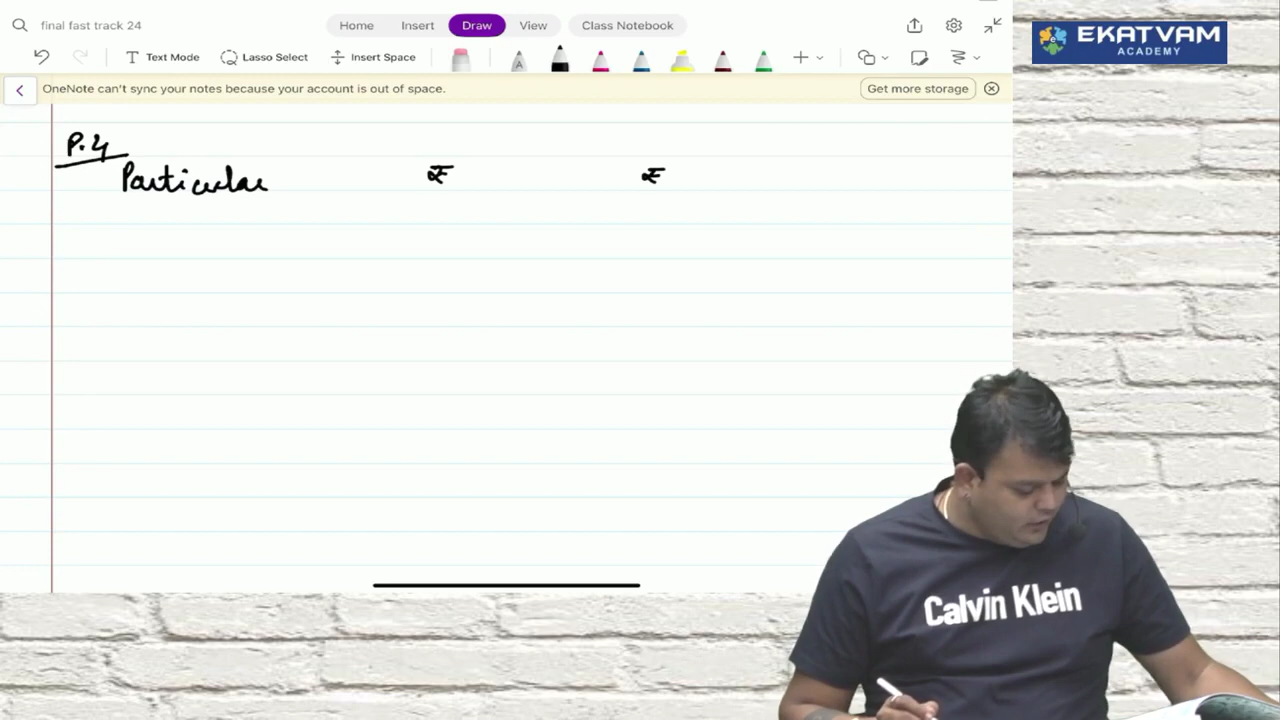 final fast track 24
Home Insert Draw View Class Notebook
Text Mode Lasso Select A Insert Space
OneNote can't sync your notes because your account is out of space. Get more storage
EKATVAM
ACADEMY
P.4
Particular ₹ ₹
Calvin Klein